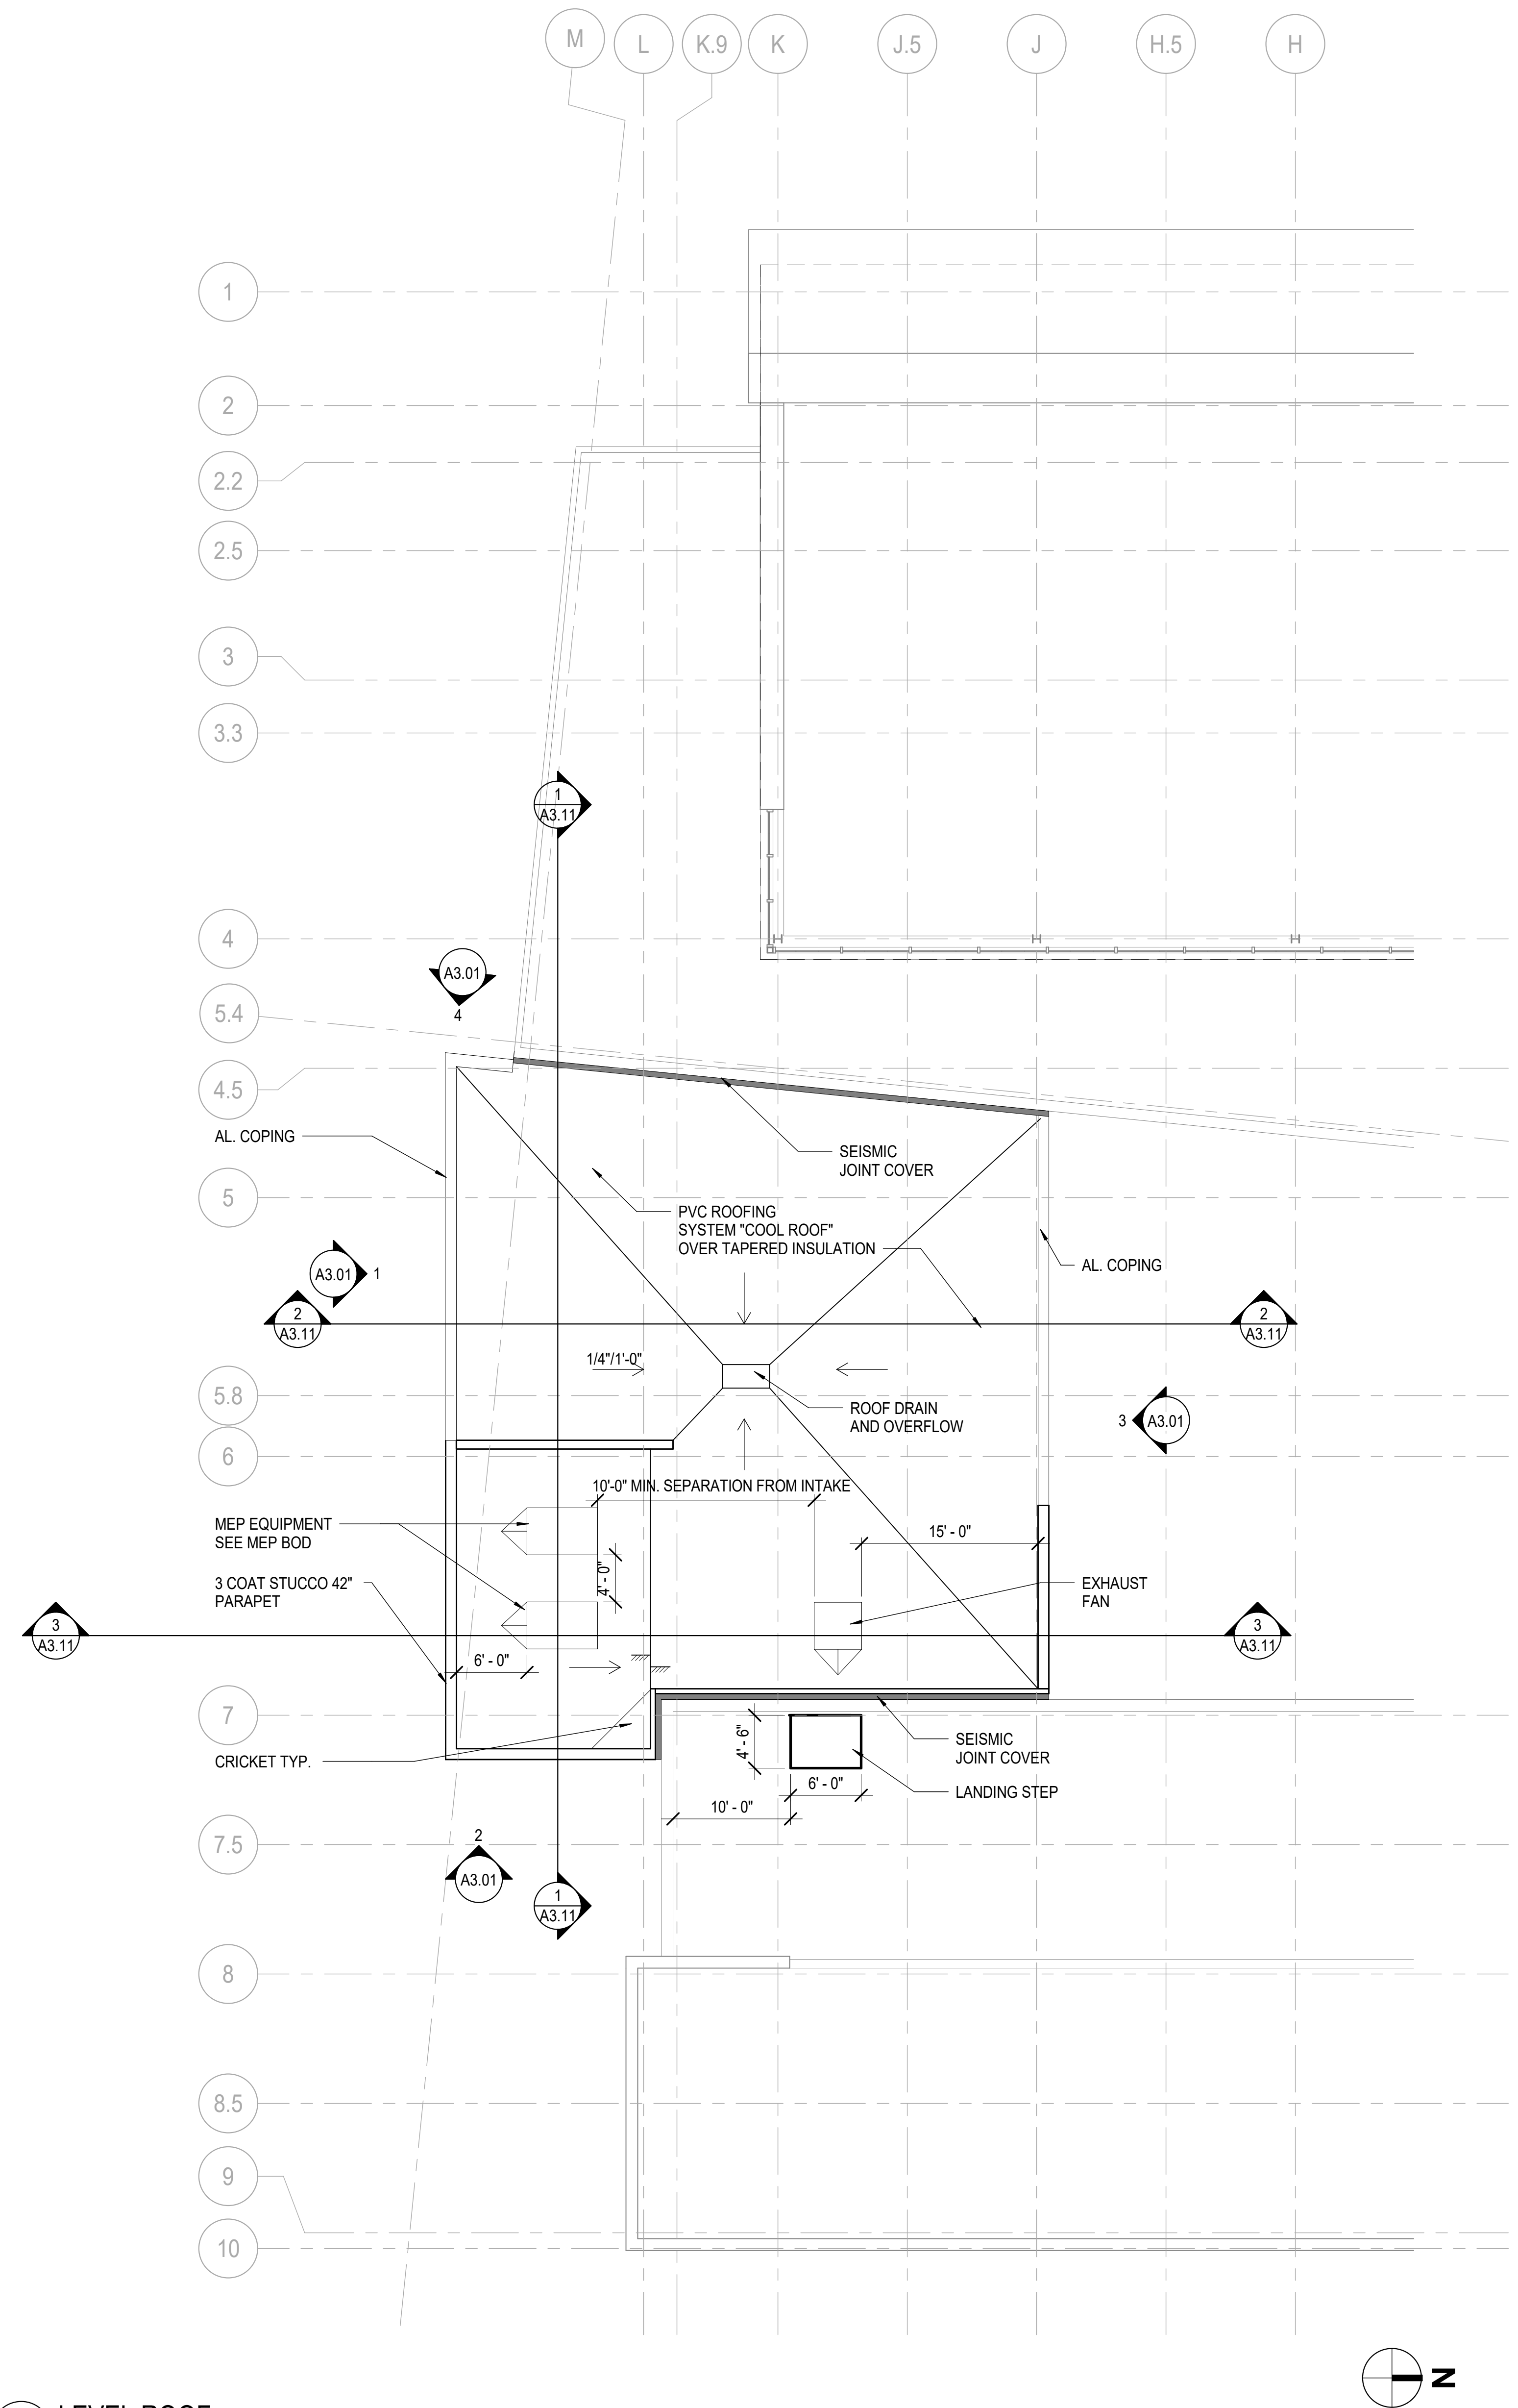 M
L
K.9
K
J.5
J
H.5
H
1
2
2.2
2.5
3
3.3
1
A3.11
4
A3.01
4
5.4
4.5
AL. COPING
SEISMIC
JOINT COVER
5
PVC ROOFING
SYSTEM "COOL ROOF"
OVER TAPERED INSULATION
AL. COPING
A3.01
1
2
A3.11
2
A3.11
1/4"/1'-0"
5.8
ROOF DRAIN
AND OVERFLOW
3
A3.01
6
10'-0" MIN. SEPARATION FROM INTAKE
MEP EQUIPMENT
SEE MEP BOD
15' - 0"
4' - 0"
3 COAT STUCCO 42"
PARAPET
EXHAUST
FAN
3
A3.11
3
A3.11
6' - 0"
7
4' - 6"
SEISMIC
JOINT COVER
CRICKET TYP.
6' - 0"
LANDING STEP
10' - 0"
7.5
2
A3.01
1
A3.11
8
8.5
9
10
N
LEVEL ROOF